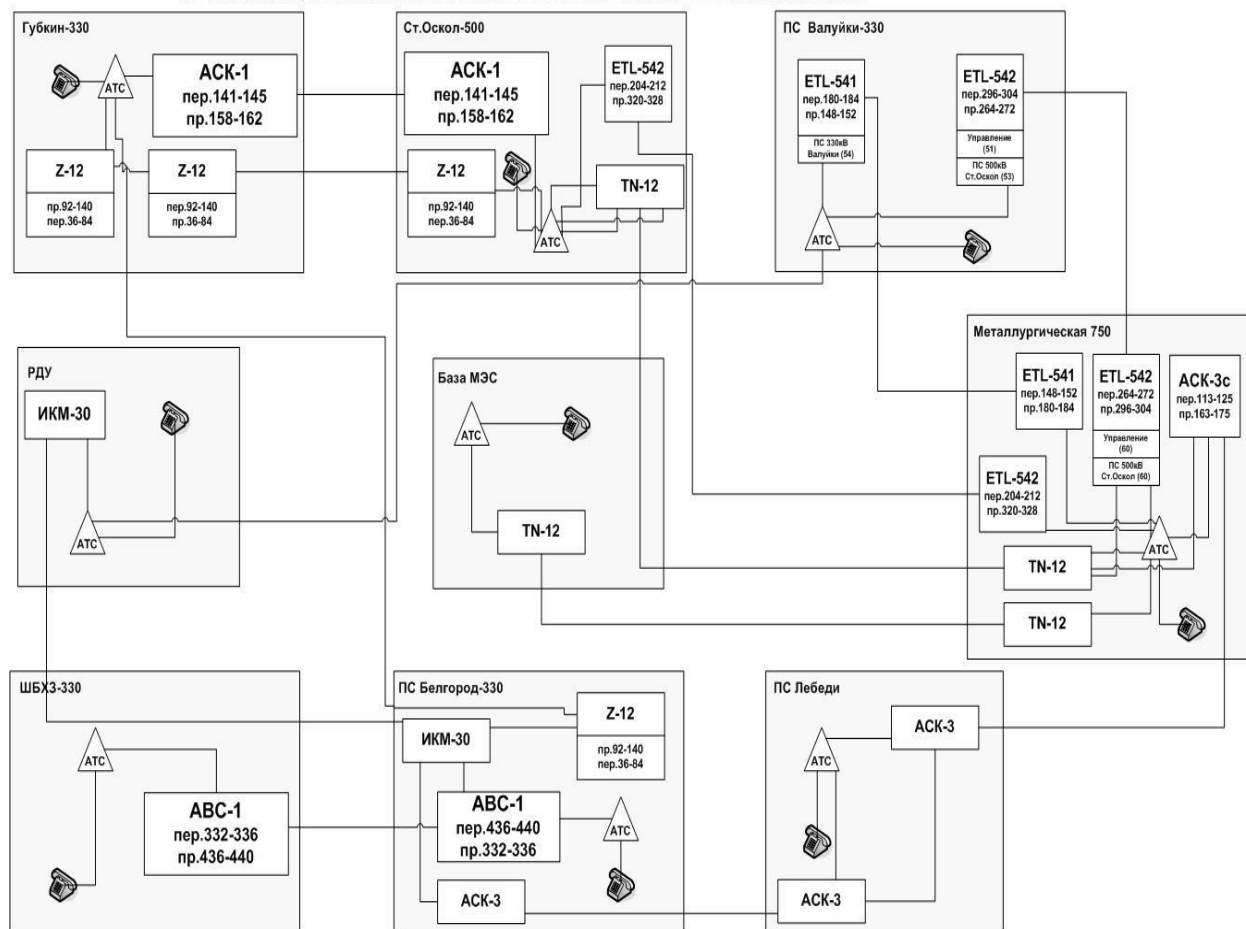 Губкин-330
АТС
АСК-1
пер.141-145
пр.158-162
Z-12
пр.92-140
пер.36-84
Z-12
пер.92-140
пр.36-84
Ст.Оскол-500
АСК-1
пер.141-145
пр.158-162
ETL-542
пер.204-212
пр.320-328
Z-12
пр.92-140
пер.36-84
TN-12
АТС
ПС Валуйки-330
ETL-541
пер.180-184
пр.148-152
ПС 330кВ
Валуйки (54)
ETL-542
пер.296-304
пр.264-272
Управление
(51)
ПС 500кВ
Ст.Оскол (53)
АТС
РДУ
ИКМ-30
АТС
База МЭС
АТС
TN-12
Металлургическая 750
ETL-541
пер.148-152
пр.180-184
ETL-542
пер.264-272
пр.296-304
Управление
(60)
ПС 500кВ
Ст.Оскол (60)
АСК-3с
пер.113-125
пр.163-175
ETL-542
пер.204-212
пр.320-328
АТС
TN-12
TN-12
ШБХЗ-330
АТС
АВС-1
пер.332-336
пр.436-440
ПС Белгород-330
Z-12
пр.92-140
пер.36-84
ИКМ-30
АВС-1
пер.436-440
пр.332-336
АТС
АСК-3
ПС Лебеди
АСК-3
АТС
АСК-3